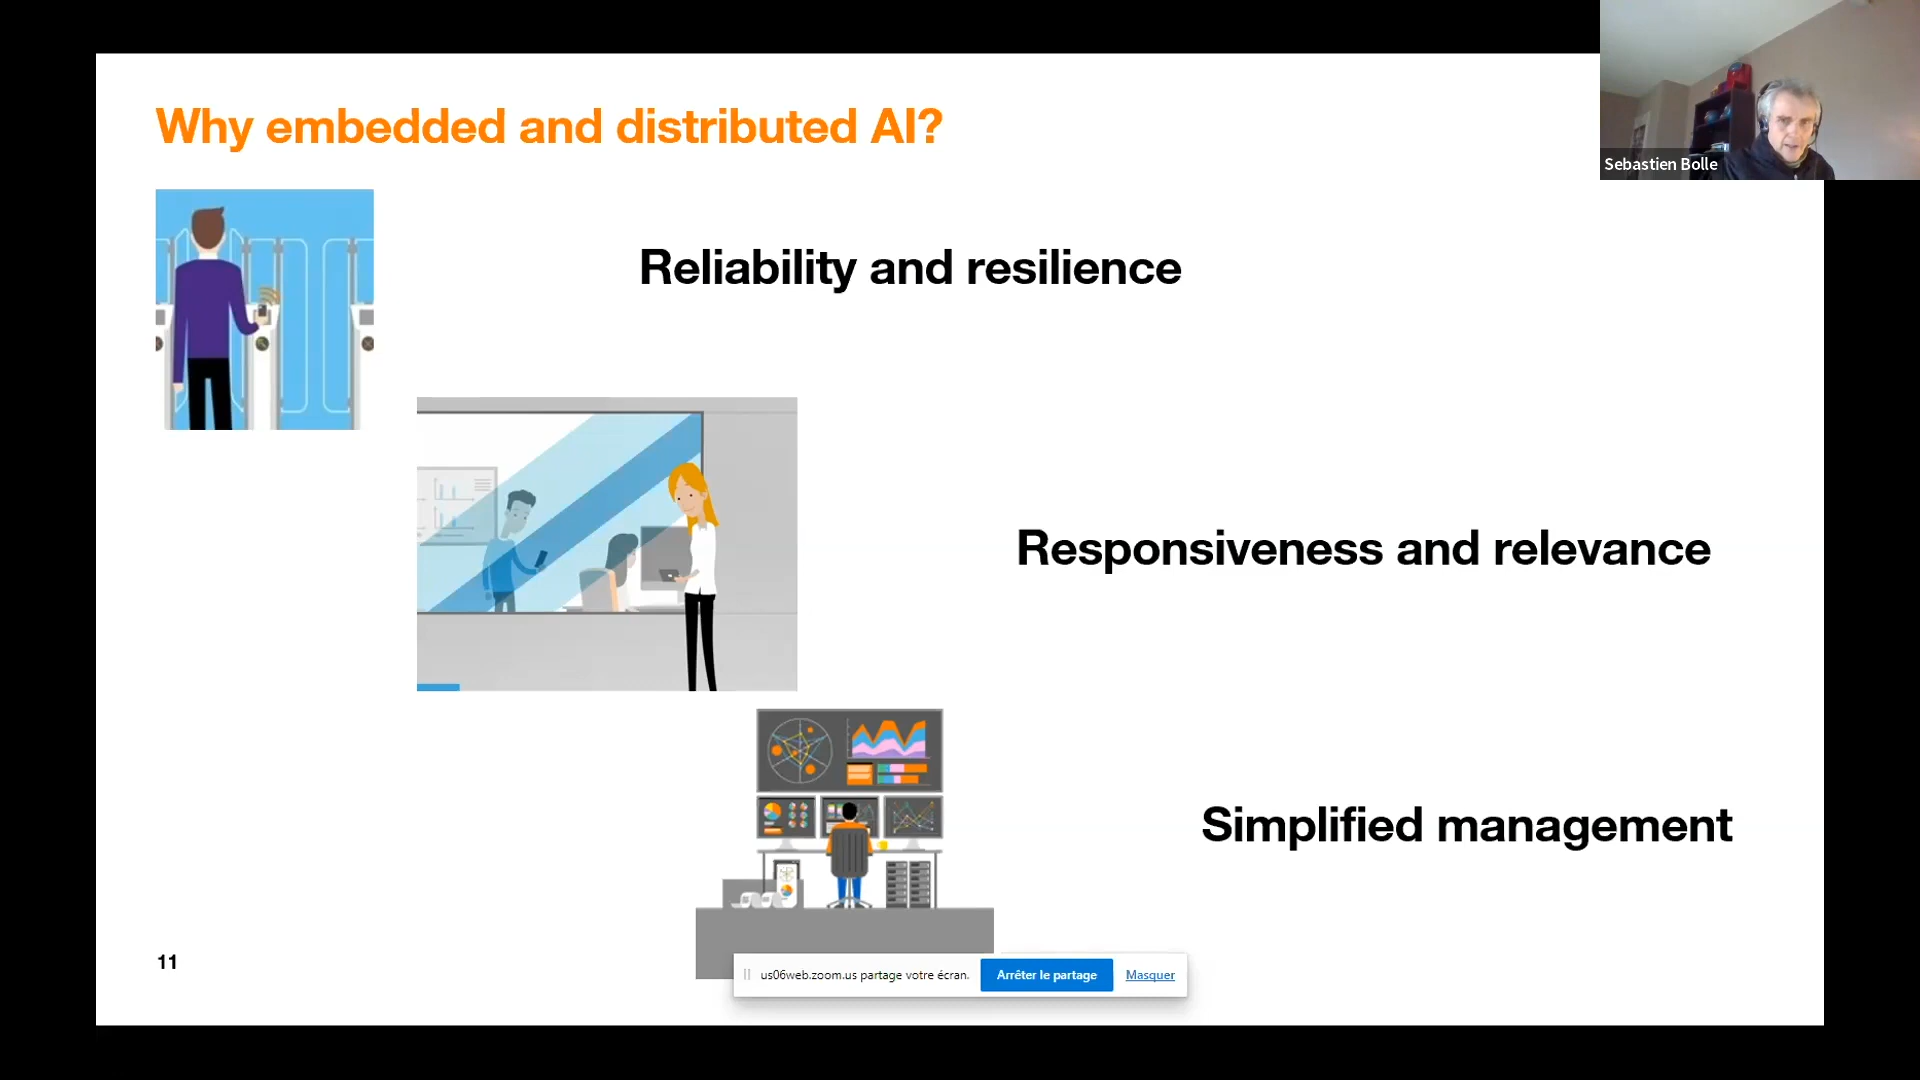 Why embedded and distributed AI?
Sebastien Bolle
Reliability and resilience
Responsiveness and relevance
Simplified management
11
us06web.zoom.us partage votre écran.
Arrêter le partage
Masquer